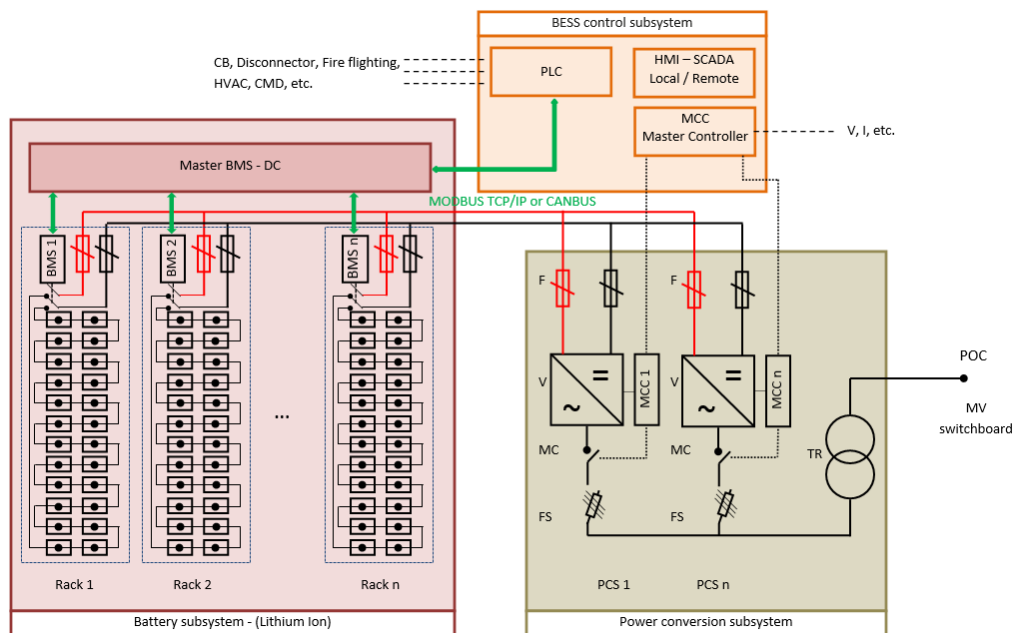 BESS control subsystem
CB, Disconnector, Fire flighting,
HVAC, CMD, etc.
PLC
HMI – SCADA
Local / Remote
MCC
Master Controller
V, I, etc.
Master BMS - DC
MODBUS TCP/IP or CANBUS
BMS 1
BMS 2
BMS n
F
F
V
MCC 1
V
MCC n
POC
MV
switchboard
TR
MC
MC
FS
FS
...
Rack 1
Rack 2
Rack n
PCS 1
PCS n
Battery subsystem - (Lithium Ion)
Power conversion subsystem